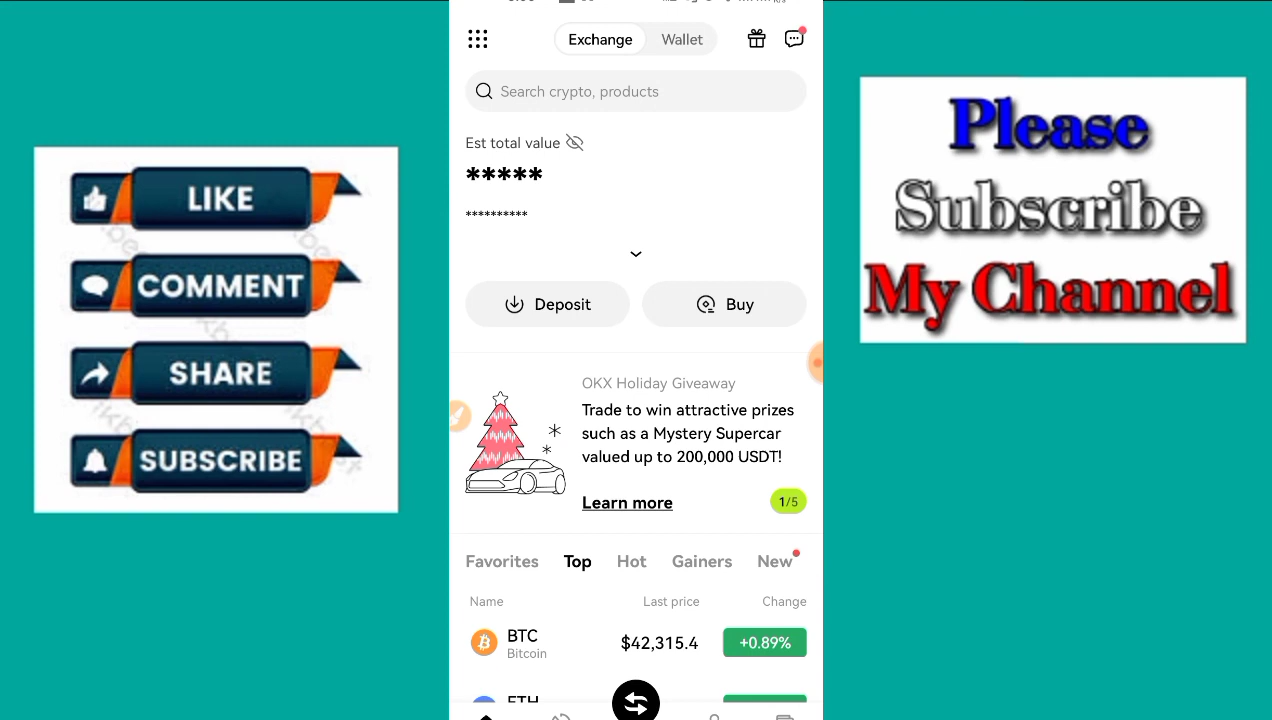 LIKE
COMMENT
SHARE
SUBSCRIBE
Exchange
Wallet
Search crypto, products
Est total value
*****
**********
Deposit
Buy
OKX Holiday Giveaway
Trade to win attractive prizes
such as a Mystery Supercar
valued up to 200,000 USDT!
Learn more
1/5
Favorites Top Hot Gainers New
Name Last price Change
BTC $42,315.4 +0.89%
Bitcoin
ETH
Please
Subscribe
My Channel